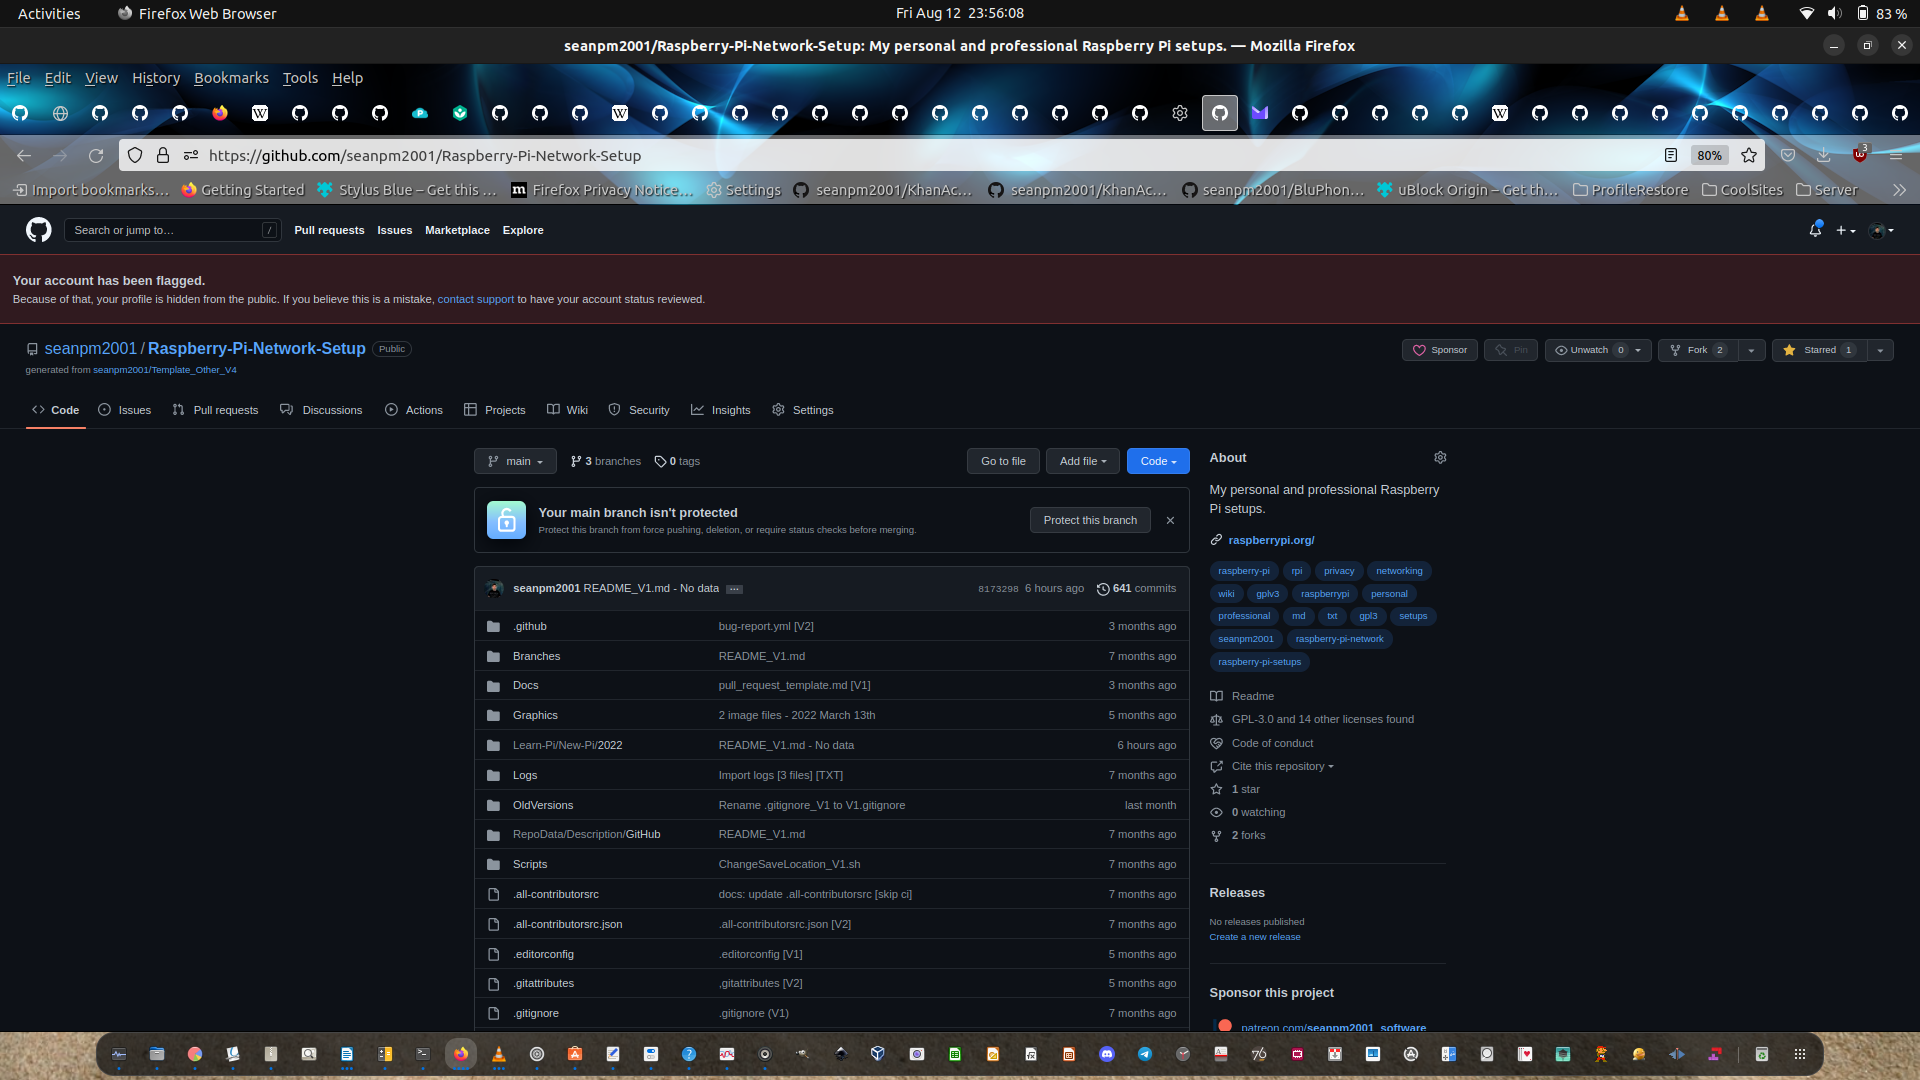 Activities
Firefox Web Browser
Fri Aug 12 23:56:08
83 %
seanpm2001/Raspberry-Pi-Network-Setup: My personal and professional Raspberry Pi setups. — Mozilla Firefox
File Edit View History Bookmarks Tools Help
https://github.com/seanpm2001/Raspberry-Pi-Network-Setup
80%
3
Import bookmarks… Getting Started Stylus Blue – Get this … Firefox Privacy Notice… Settings seanpm2001/KhanAc… seanpm2001/KhanAc… seanpm2001/BluPhon… uBlock Origin – Get th… ProfileRestore CoolSites Server
Search or jump to… /
Pull requests Issues Marketplace Explore
Your account has been flagged.
Because of that, your profile is hidden from the public. If you believe this is a mistake, contact support to have your account status reviewed.
seanpm2001 / Raspberry-Pi-Network-Setup Public
generated from seanpm2001/Template_Other_V4
Sponsor Pin Unwatch 0 Fork 2 Starred 1
Code Issues Pull requests Discussions Actions Projects Wiki Security Insights Settings
main 3 branches 0 tags
Go to file Add file Code
Your main branch isn't protected
Protect this branch from force pushing, deletion, or require status checks before merging.
Protect this branch
seanpm2001 README_V1.md - No data … 8173298 6 hours ago 641 commits
.github bug-report.yml [V2] 3 months ago
Branches README_V1.md 7 months ago
Docs pull_request_template.md [V1] 3 months ago
Graphics 2 image files - 2022 March 13th 5 months ago
Learn-Pi/New-Pi/2022 README_V1.md - No data 6 hours ago
Logs Import logs [3 files] [TXT] 7 months ago
OldVersions Rename .gitignore_V1 to V1.gitignore last month
RepoData/Description/GitHub README_V1.md 7 months ago
Scripts ChangeSaveLocation_V1.sh 7 months ago
.all-contributorsrc docs: update .all-contributorsrc [skip ci] 7 months ago
.all-contributorsrc.json .all-contributorsrc.json [V2] 7 months ago
.editorconfig .editorconfig [V1] 5 months ago
.gitattributes .gitattributes [V2] 5 months ago
.gitignore .gitignore (V1) 7 months ago
About
My personal and professional Raspberry
Pi setups.
raspberrypi.org/
raspberry-pi rpi privacy networking
wiki gplv3 raspberrypi personal
professional md txt gpl3 setups
seanpm2001 raspberry-pi-network
raspberry-pi-setups
Readme
GPL-3.0 and 14 other licenses found
Code of conduct
Cite this repository
1 star
0 watching
2 forks
Releases
No releases published
Create a new release
Sponsor this project
patreon.com/seanpm2001_software